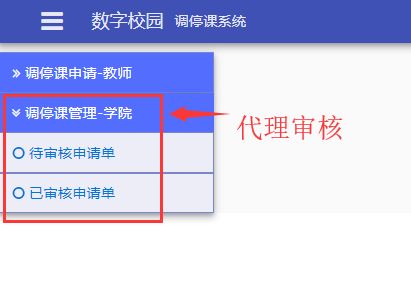 数字校园 调停课系统
调停课申请-教师
调停课管理-学院
代理审核
待审核申请单
已审核申请单